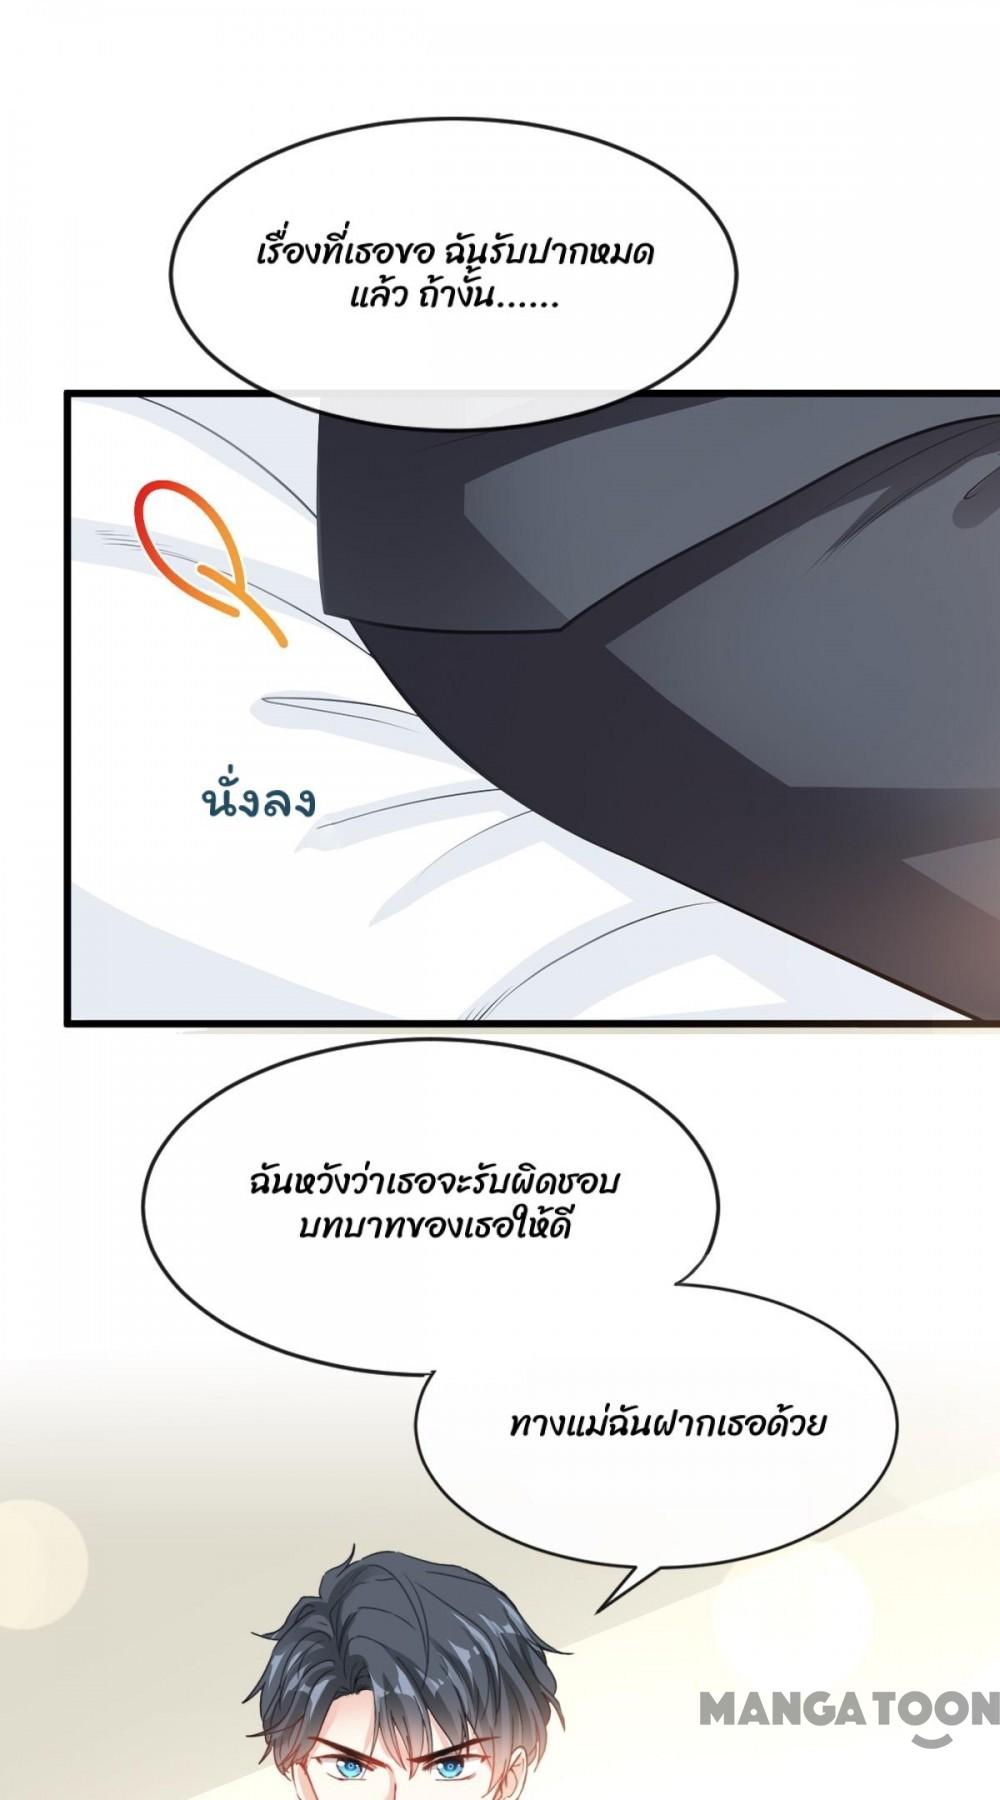 เรื่องที่เธอขอ ฉันรับปากหมด
แล้ว ถ้างั้น......
นั่งลง
ฉันหวังว่าเธอจะรับผิดชอบ
บทบาทของเธอให้ดี
ทางแม่ฉันฝากเธอด้วย
MANGATOON